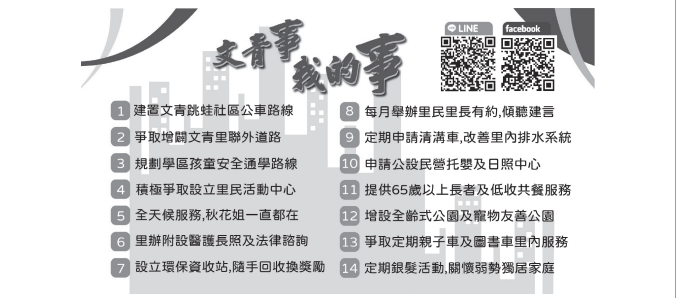 文青事
我的事
LINE
facebook
1 建置文青跳蛙社區公車路線
2 爭取增闢文青里聯外道路
3 規劃學區孩童安全通學路線
4 積極爭取設立里民活動中心
5 全天候服務,秋花姐一直都在
6 里辦附設醫護長照及法律諮詢
7 設立環保資收站,隨手回收換獎勵
8 每月舉辦里民里長有約,傾聽建言
9 定期申請清溝車,改善里內排水系統
10 申請公設民營托嬰及日照中心
11 提供65歲以上長者及低收共餐服務
12 增設全齡式公園及寵物友善公園
13 爭取定期親子車及圖書車里內服務
14 定期銀髮活動,關懷弱勢獨居家庭